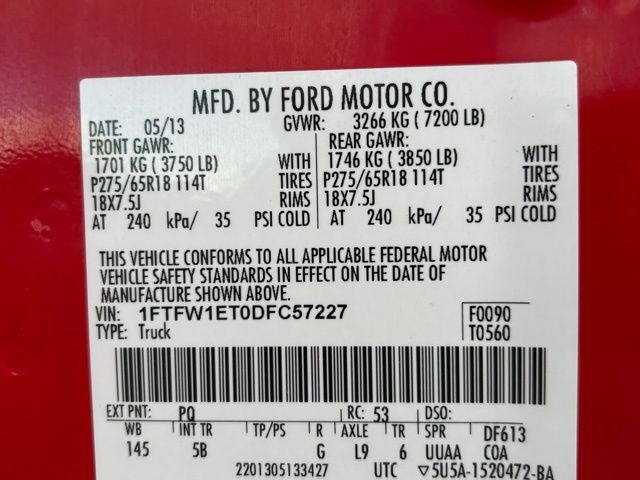 MFD. BY FORD MOTOR CO.
DATE: 05/13 GVWR: 3266 KG ( 7200 LB)
FRONT GAWR: REAR GAWR:
1701 KG ( 3750 LB) WITH 1746 KG ( 3850 LB) WITH
P275/65R18 114T TIRES P275/65R18 114T TIRES
18X7.5J RIMS 18X7.5J RIMS
AT 240 kPa/ 35 PSI COLD AT 240 kPa/ 35 PSI COLD
THIS VEHICLE CONFORMS TO ALL APPLICABLE FEDERAL MOTOR
VEHICLE SAFETY STANDARDS IN EFFECT ON THE DATE OF
MANUFACTURE SHOWN ABOVE.
VIN: 1FTFW1ET0DFC57227 F0090
TYPE: Truck T0560
EXT PNT: PQ RC: 53 DSO:
WB INT TR TP/PS R AXLE TR SPR DF613
145 5B G L9 6 UUAA COA
2201305133427 UTC ▽5U5A-1520472-BA